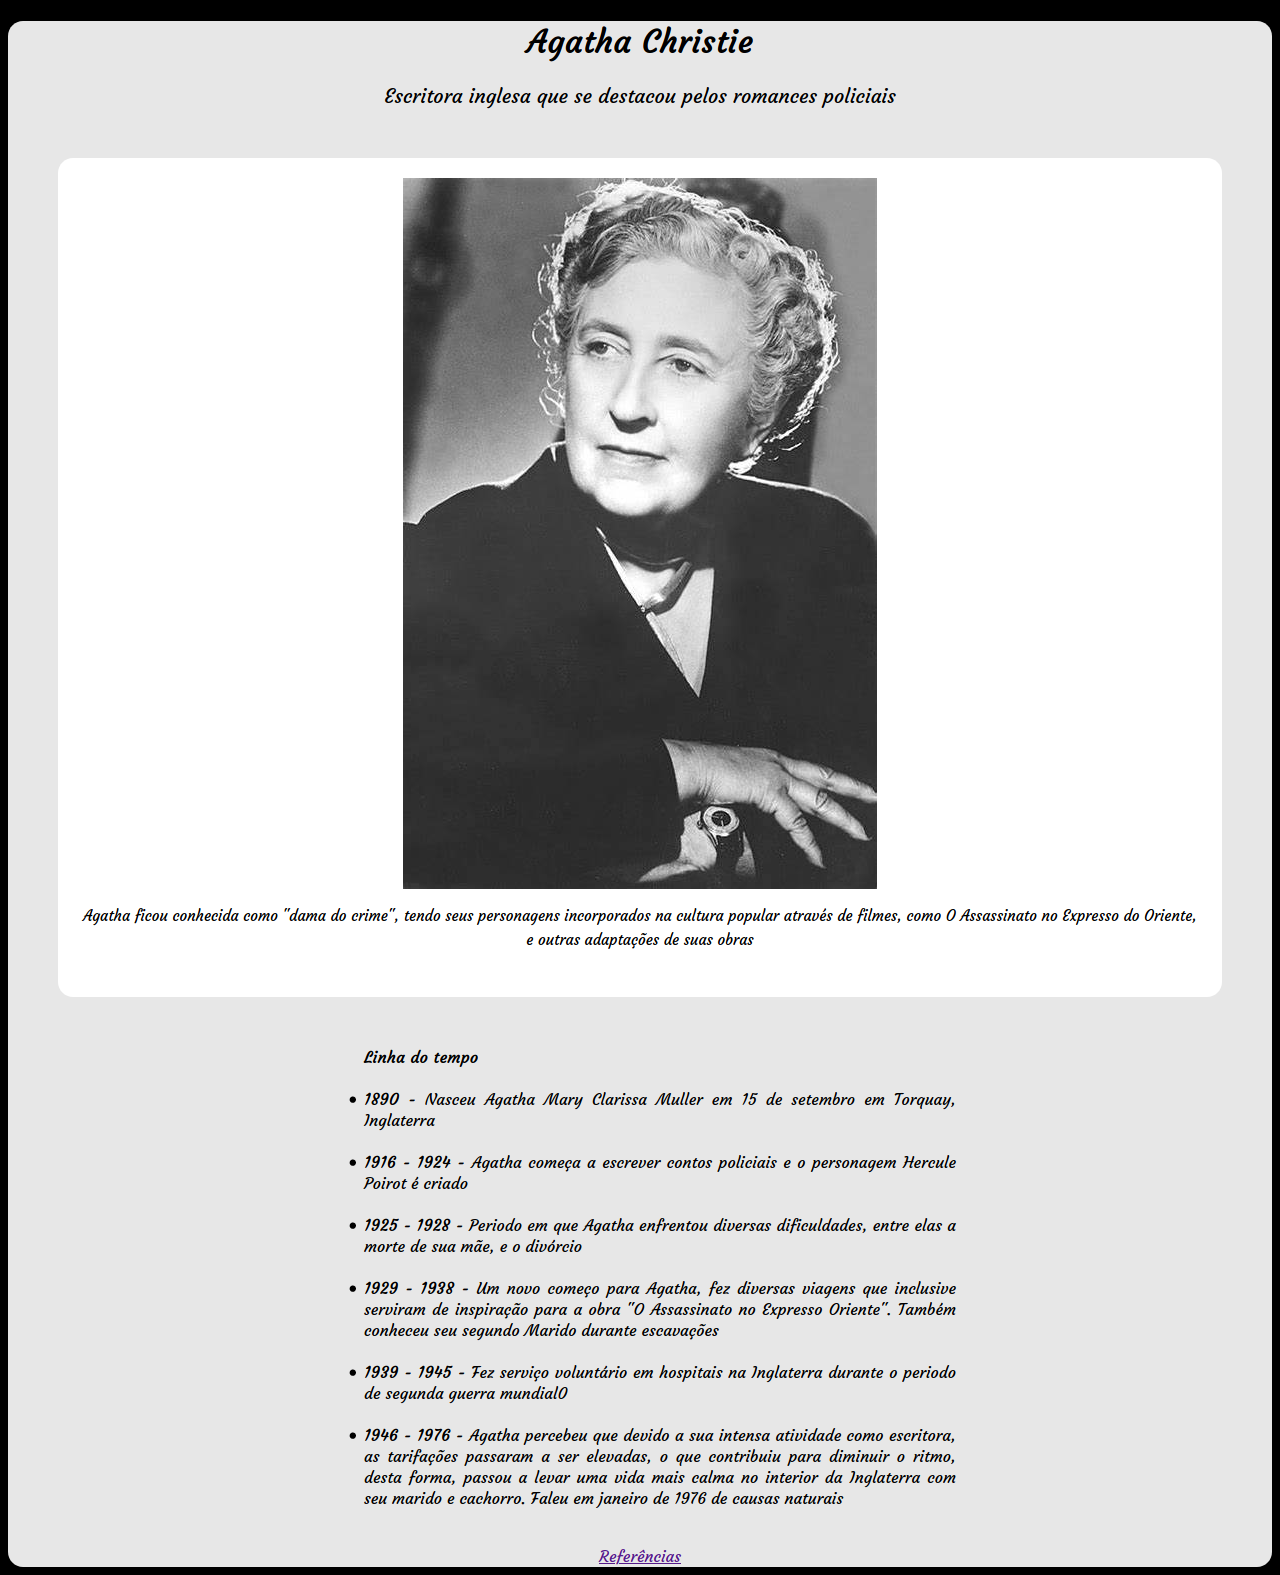 Agatha Christie
Escritora inglesa que se destacou pelos romances policiais
Agatha ficou conhecida como "dama do crime", tendo seus personagens incorporados na cultura popular através de filmes, como O Assassinato no Expresso do Oriente,
e outras adaptações de suas obras
Linha do tempo
• 1890 - Nasceu Agatha Mary Clarissa Muller em 15 de setembro em Torquay,
Inglaterra
• 1916 - 1924 - Agatha começa a escrever contos policiais e o personagem Hercule
Poirot é criado
• 1925 - 1928 - Periodo em que Agatha enfrentou diversas dificuldades, entre elas a
morte de sua mãe, e o divórcio
• 1929 - 1938 - Um novo começo para Agatha, fez diversas viagens que inclusive
serviram de inspiração para a obra "O Assassinato no Expresso Oriente". Também
conheceu seu segundo Marido durante escavações
• 1939 - 1945 - Fez serviço voluntário em hospitais na Inglaterra durante o periodo
de segunda guerra mundial0
• 1946 - 1976 - Agatha percebeu que devido a sua intensa atividade como escritora,
as tarifações passaram a ser elevadas, o que contribuiu para diminuir o ritmo,
desta forma, passou a levar uma vida mais calma no interior da Inglaterra com
seu marido e cachorro. Faleu em janeiro de 1976 de causas naturais
Referências